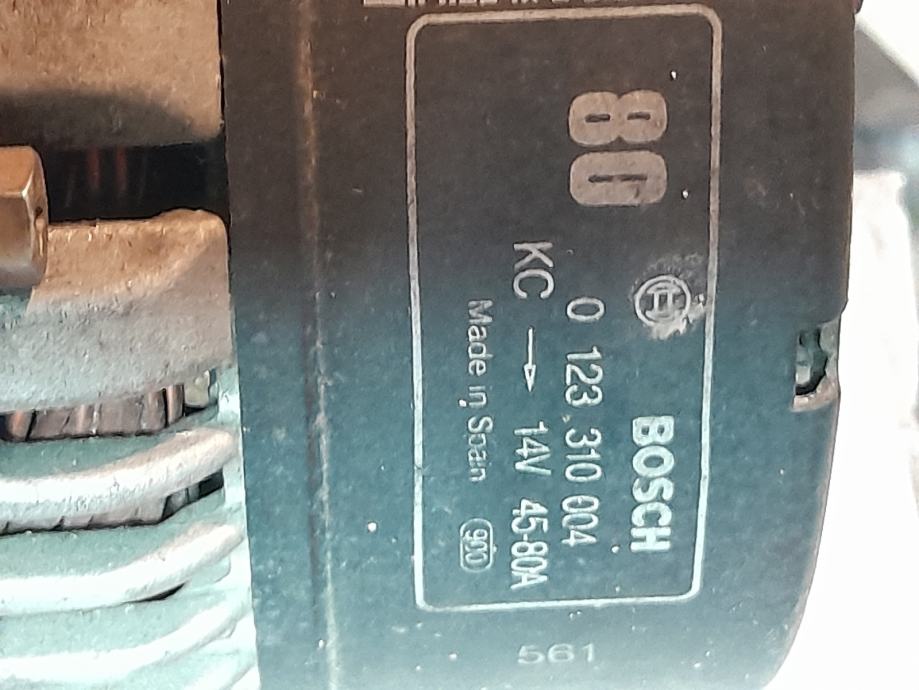 BOSCH
80
0 123 310 004
KC → 14V 45-80A
Made in Spain
900
561